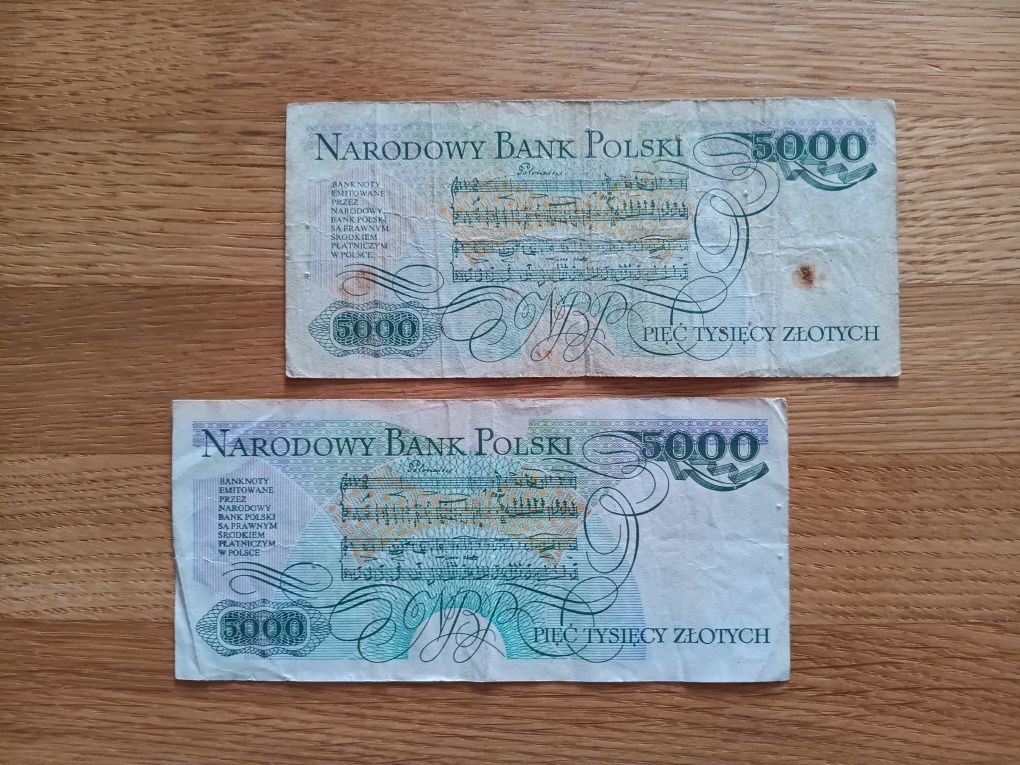 NARODOWY BANK POLSKI
5000
Polonaise
BANKNOTY
EMITOWANE
PRZEZ
NARODOWY
BANK POLSKI
SĄ PRAWNYM
ŚRODKIEM
PŁATNICZYM
W POLSCE
NBP
5000
PIĘĆ TYSIĘCY ZŁOTYCH
NARODOWY BANK POLSKI
5000
Polonaise
BANKNOTY
EMITOWANE
PRZEZ
NARODOWY
BANK POLSKI
SĄ PRAWNYM
ŚRODKIEM
PŁATNICZYM
W POLSCE
NBP
5000
PIĘĆ TYSIĘCY ZŁOTYCH